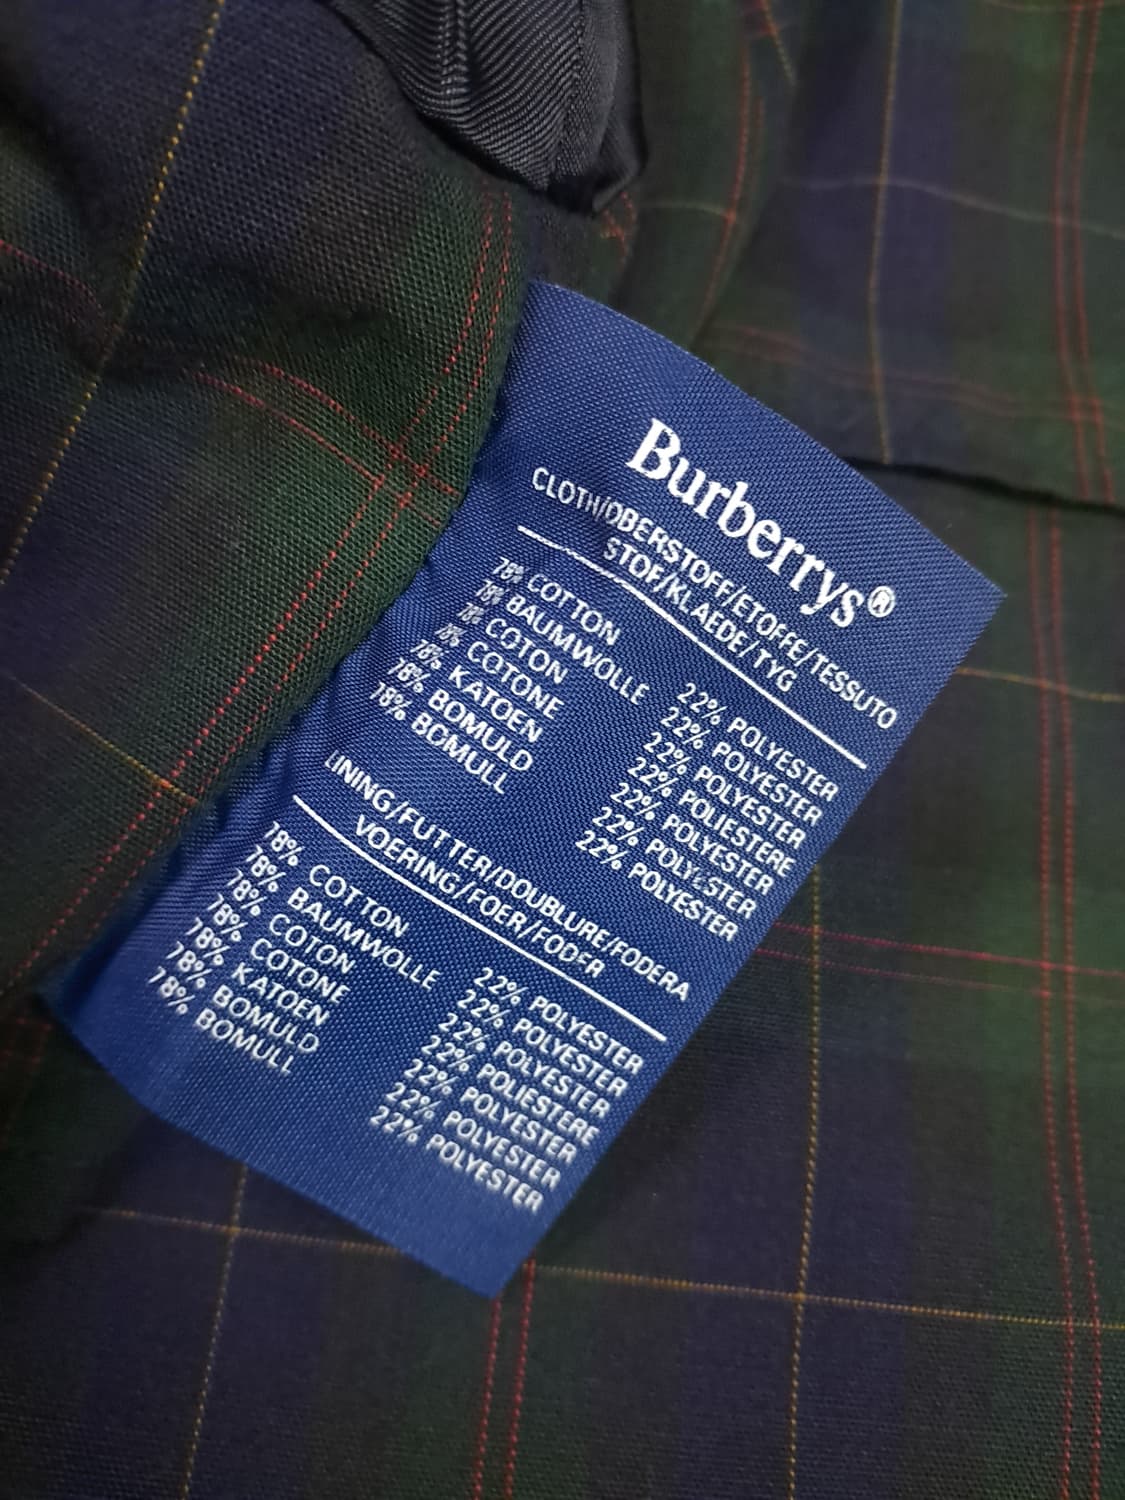 Burberrys®
CLOTH/OBERSTOFF/ETOFFE/TESSUTO
STOF/KLAEDE/TYG
78% COTTON 22% POLYESTER
78% BAUMWOLLE 22% POLYESTER
78% COTON 22% POLYESTER
78% COTONE 22% POLIESTERE
78% KATOEN 22% POLYESTER
78% BOMULD 22% POLYESTER
78% BOMULL 22% POLYESTER
LINING/FUTTER/DOUBLURE/FODERA
VOERING/FOER/FODER
78% COTTON 22% POLYESTER
78% BAUMWOLLE 22% POLYESTER
78% COTON 22% POLYESTER
78% COTONE 22% POLIESTERE
78% KATOEN 22% POLYESTER
78% BOMULD 22% POLYESTER
78% BOMULL 22% POLYESTER